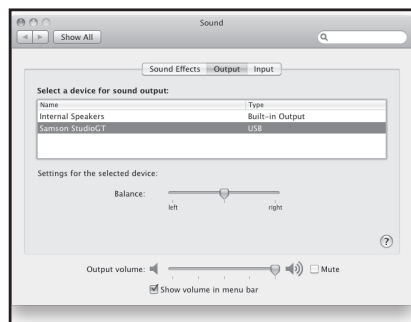 Sound
Show All
Sound Effects Output Input
Select a device for sound output:
Name Type
Internal Speakers Built-in Output
Samson StudioGT USB
Settings for the selected device:
Balance:
left right
?
Output volume: Mute
Show volume in menu bar